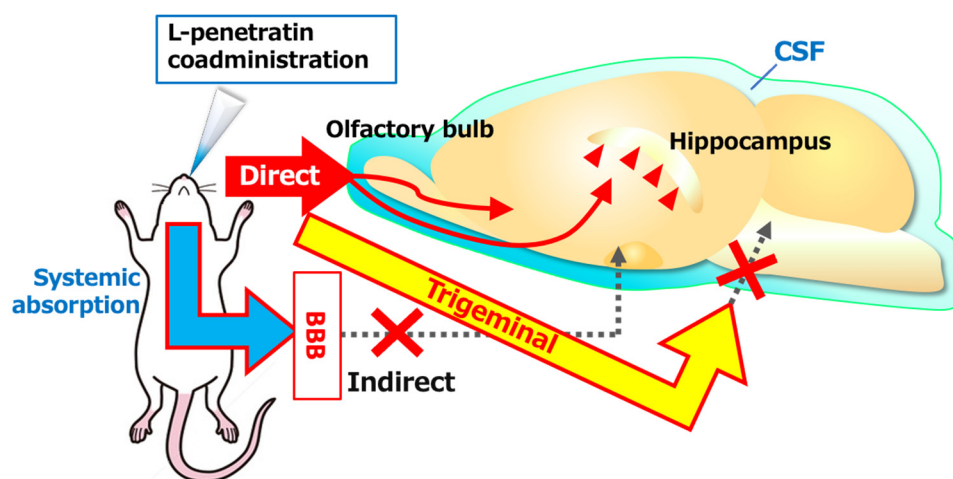 L-penetratin
coadministration
CSF
Olfactory bulb
Hippocampus
Direct
Systemic
absorption
BBB
Trigeminal
Indirect